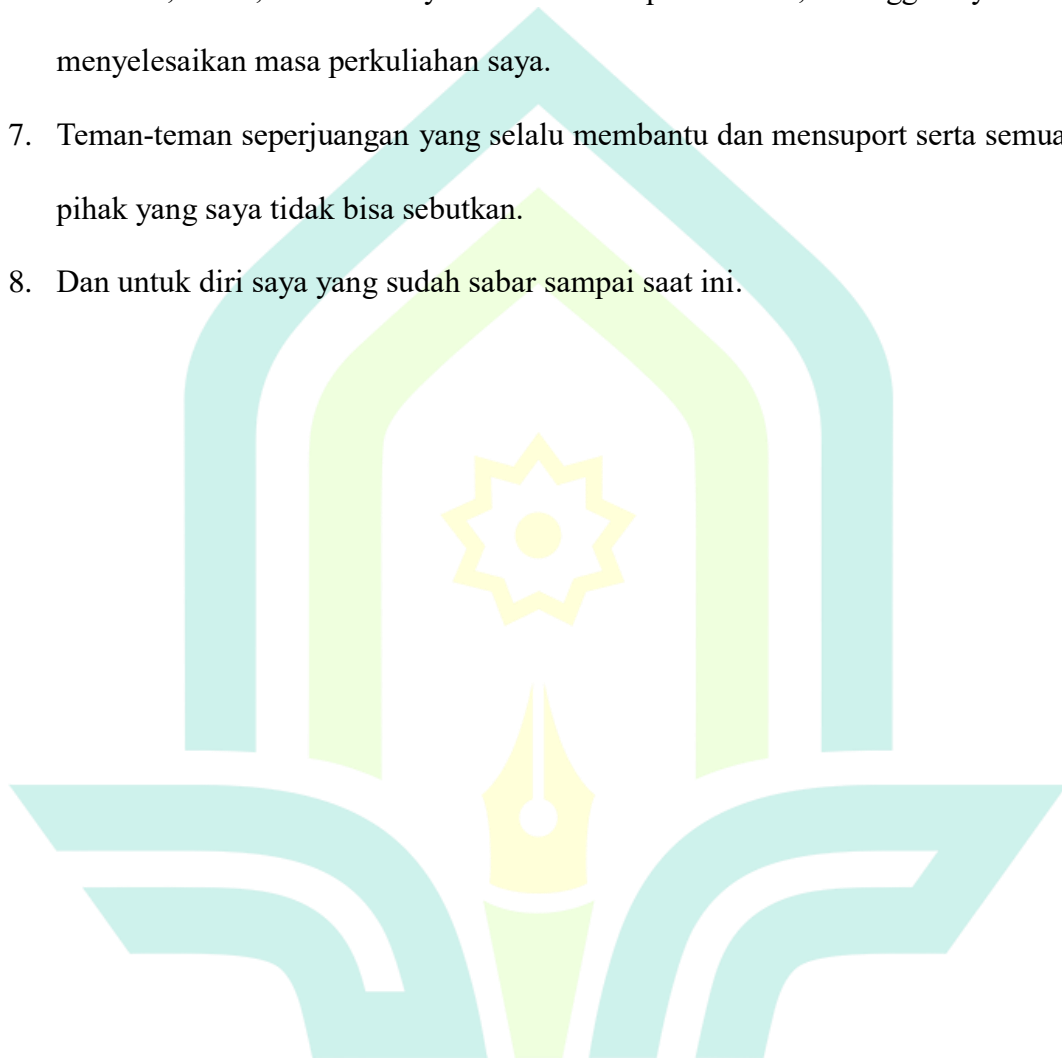 menyelesaikan masa perkuliahan saya.
7. Teman-teman seperjuangan yang selalu membantu dan mensuport serta semua
pihak yang saya tidak bisa sebutkan.
8. Dan untuk diri saya yang sudah sabar sampai saat ini.